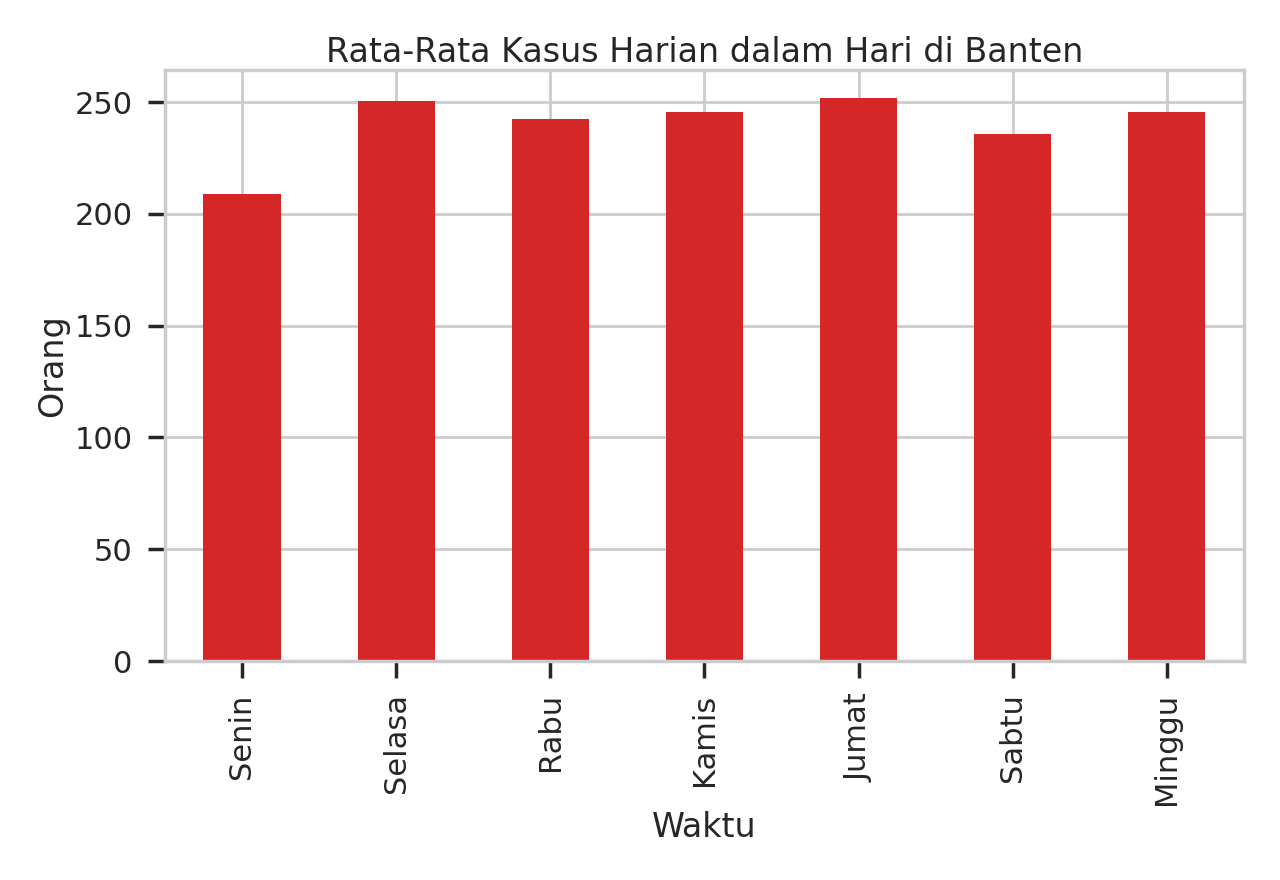 Rata-Rata Kasus Harian dalam Hari di Banten
250
200
150
100
50
0
Orang
Senin
Selasa
Rabu
Kamis
Jumat
Sabtu
Minggu
Waktu